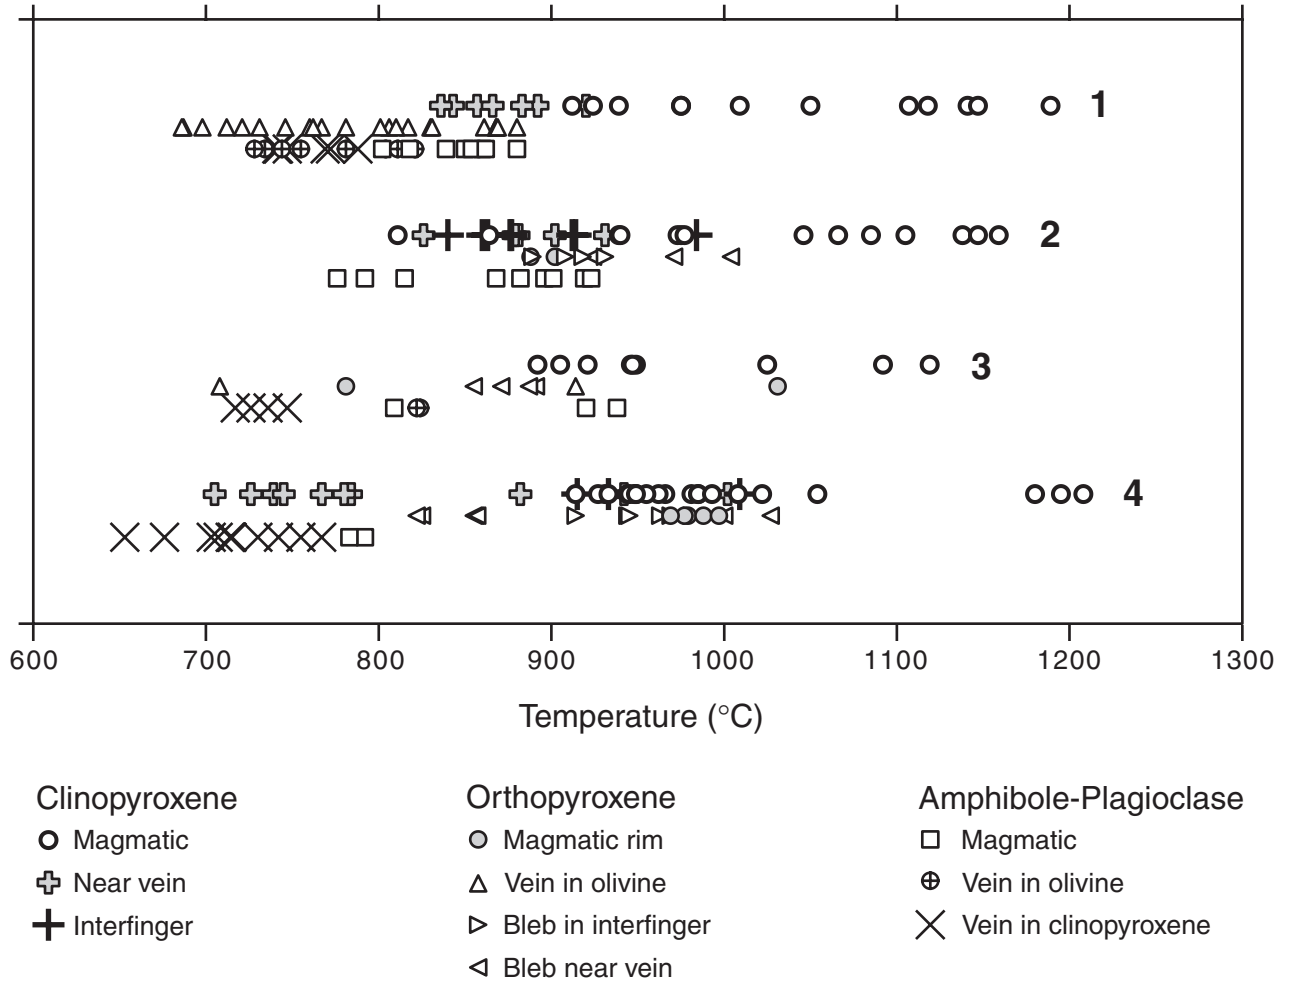 1
2
3
4
600 700 800 900 1000 1100 1200 1300
Temperature (°C)
Clinopyroxene
Magmatic
Near vein
Interfinger
Orthopyroxene
Magmatic rim
Vein in olivine
Bleb in interfinger
Bleb near vein
Amphibole-Plagioclase
Magmatic
Vein in olivine
Vein in clinopyroxene